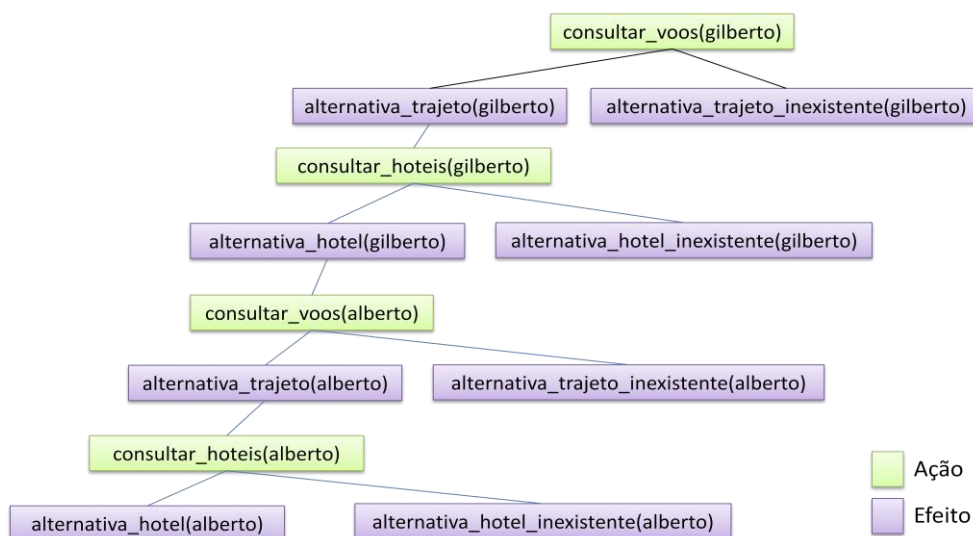 consultar_voos(gilberto)
alternativa_trajeto(gilberto)
alternativa_trajeto_inexistente(gilberto)
consultar_hoteis(gilberto)
alternativa_hotel(gilberto)
alternativa_hotel_inexistente(gilberto)
consultar_voos(alberto)
alternativa_trajeto(alberto)
alternativa_trajeto_inexistente(alberto)
consultar_hoteis(alberto)
alternativa_hotel(alberto)
alternativa_hotel_inexistente(alberto)
Ação
Efeito